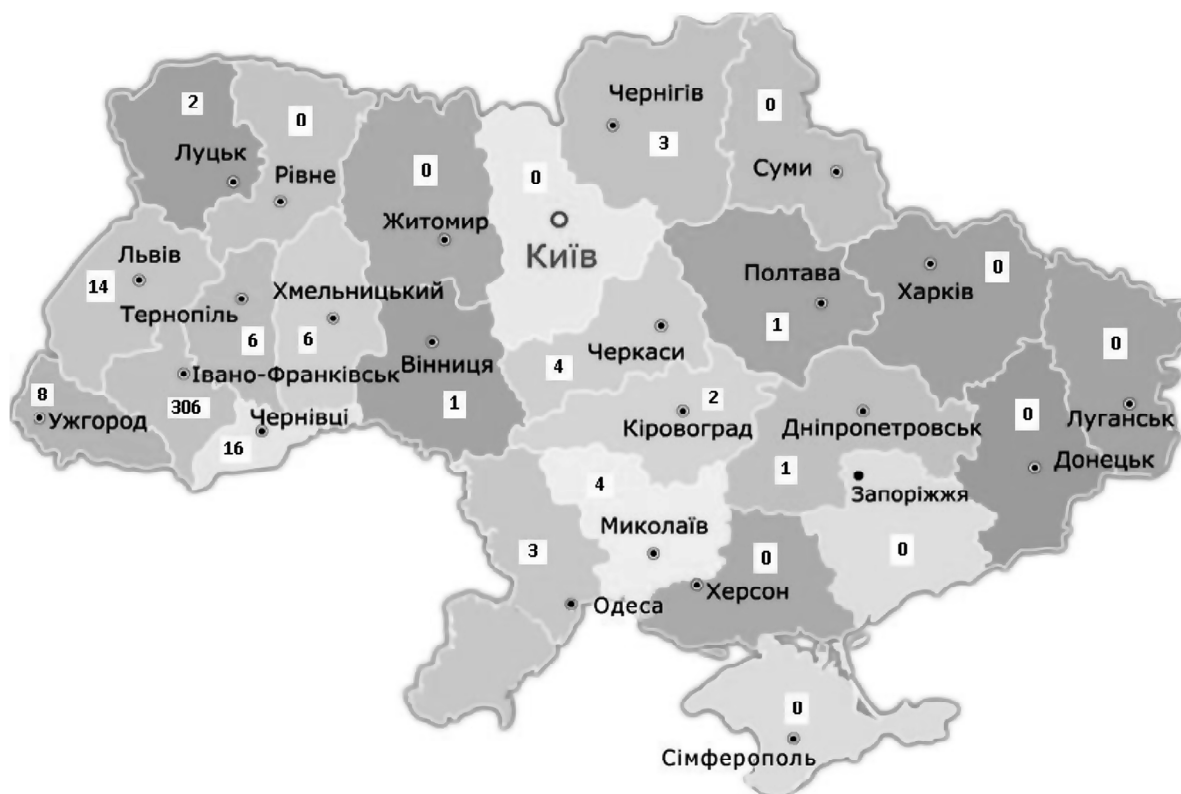 2
Луцьк
0
Рівне
0
Житомир
0
Київ
Чернігів
3
0
Суми
Львів
14
Тернопіль
6
Хмельницький
6
Вінниця
1
4
Черкаси
Полтава
1
0
Харків
0
Луганськ
8
Ужгород
Івано-Франківськ
306
Чернівці
16
2
Кіровоград
Дніпропетровськ
1
0
Донецьк
Запоріжжя
0
4
Миколаїв
3
Одеса
0
Херсон
0
Сімферополь